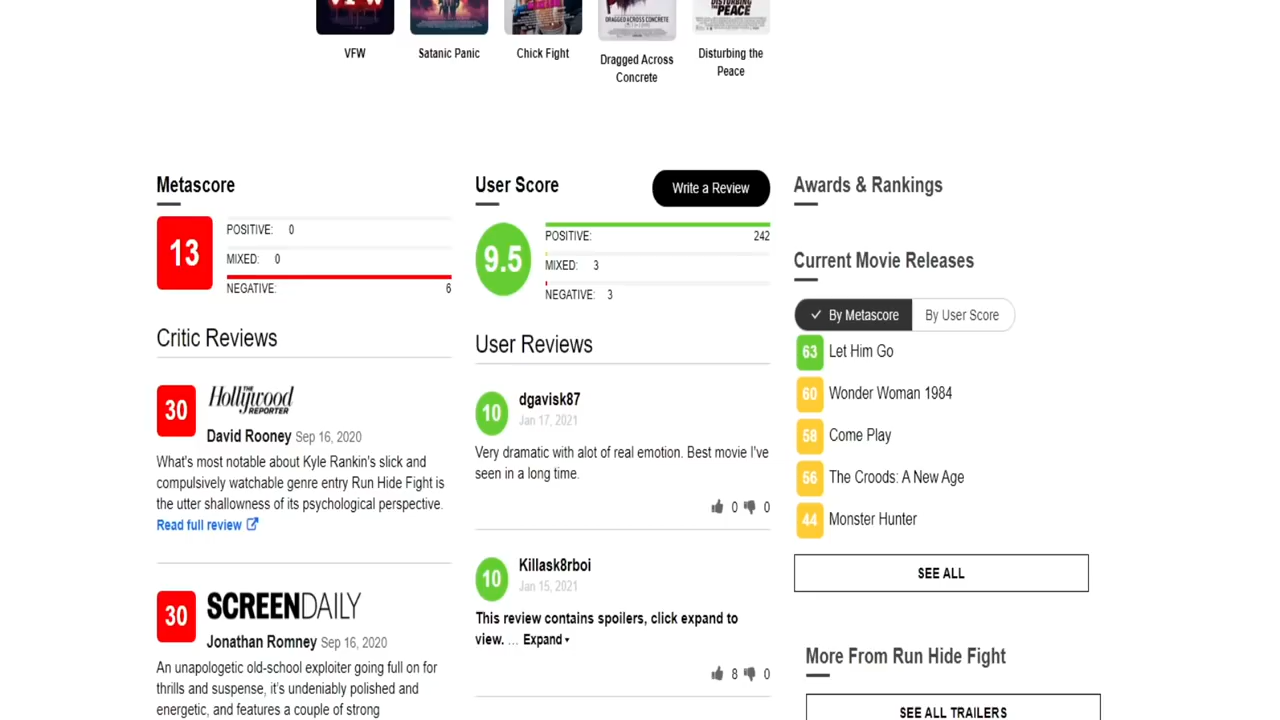 VFW
DRAGGED ACROSS CONCRETE
DISTURBING THE PEACE
VFW
Satanic Panic
Chick Fight
Dragged Across
Concrete
Disturbing the
Peace
Metascore
13
POSITIVE: 0
MIXED: 0
NEGATIVE: 6
Critic Reviews
30
THE Hollywood REPORTER
David Rooney Sep 16, 2020
What's most notable about Kyle Rankin's slick and
compulsively watchable genre entry Run Hide Fight is
the utter shallowness of its psychological perspective.
Read full review
30
SCREENDAILY
Jonathan Romney Sep 16, 2020
An unapologetic old-school exploiter going full on for
thrills and suspense, it's undeniably polished and
energetic, and features a couple of strong
User Score
Write a Review
9.5
POSITIVE: 242
MIXED: 3
NEGATIVE: 3
User Reviews
10
dgavisk87
Jan 17, 2021
Very dramatic with alot of real emotion. Best movie I've
seen in a long time.
0 0
10
Killask8rboi
Jan 15, 2021
This review contains spoilers, click expand to
view. ... Expand
8 0
Awards & Rankings
Current Movie Releases
By Metascore
By User Score
63 Let Him Go
60 Wonder Woman 1984
58 Come Play
56 The Croods: A New Age
44 Monster Hunter
SEE ALL
More From Run Hide Fight
SEE ALL TRAILERS